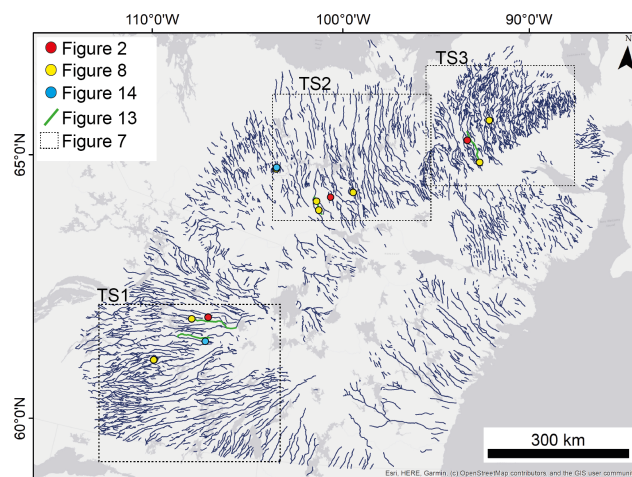 110°0'W 100°0'W 90°0'W
Figure 2
Figure 8
Figure 14
Figure 13
Figure 7
N
TS3
TS2
65°0'N
TS1
60°0'N
300 km
Esri, HERE, Garmin, (c) OpenStreetMap contributors, and the GIS user commun